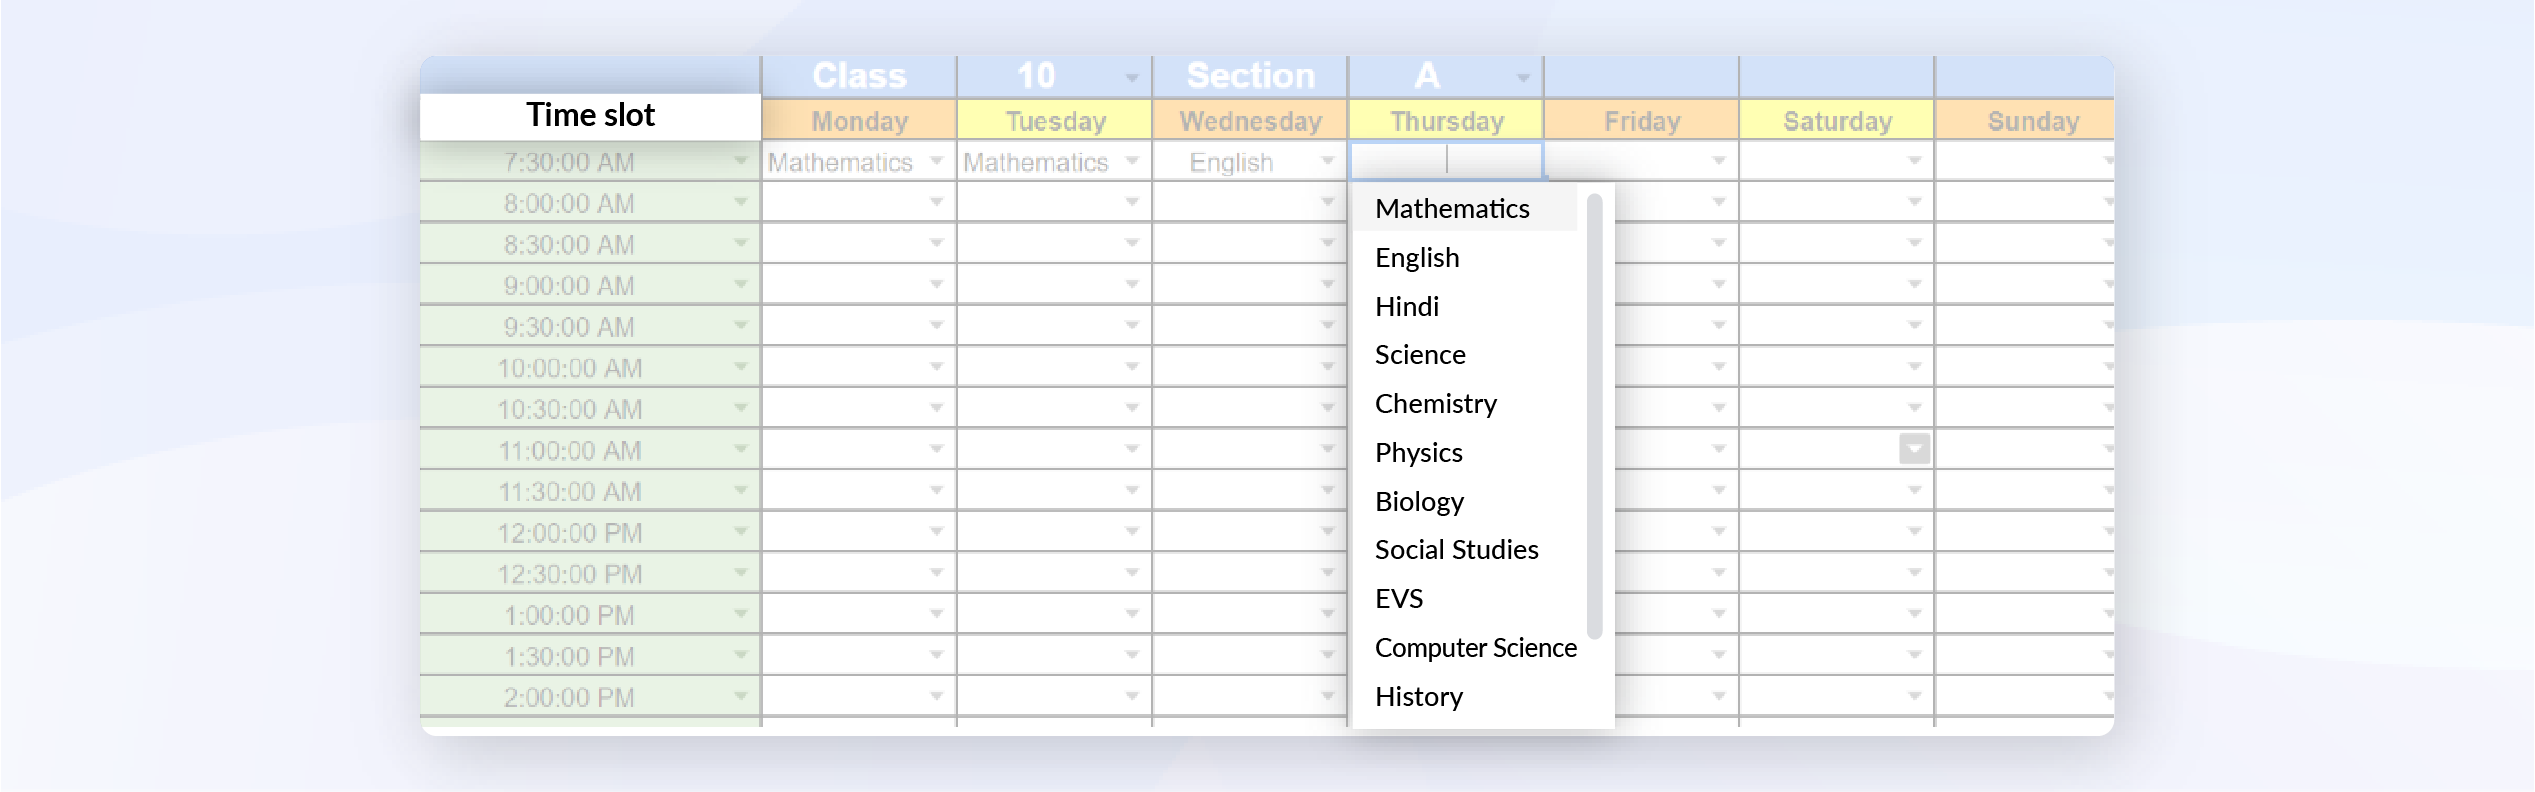 Class 10 Section A
Time slot Monday Tuesday Wednesday Thursday Friday Saturday Sunday
7:30:00 AM Mathematics Mathematics English
8:00:00 AM
8:30:00 AM
9:00:00 AM
9:30:00 AM
10:00:00 AM
10:30:00 AM
11:00:00 AM
11:30:00 AM
12:00:00 PM
12:30:00 PM
1:00:00 PM
1:30:00 PM
2:00:00 PM
Mathematics
English
Hindi
Science
Chemistry
Physics
Biology
Social Studies
EVS
Computer Science
History